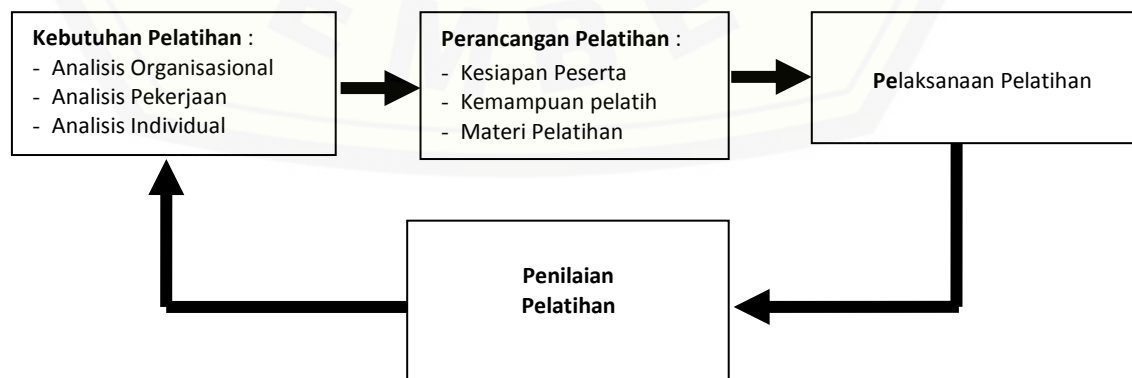 Kebutuhan Pelatihan :
- Analisis Organisasional
- Analisis Pekerjaan
- Analisis Individual
Perancangan Pelatihan :
- Kesiapan Peserta
- Kemampuan pelatih
- Materi Pelatihan
Pelaksanaan Pelatihan
Penilaian
Pelatihan